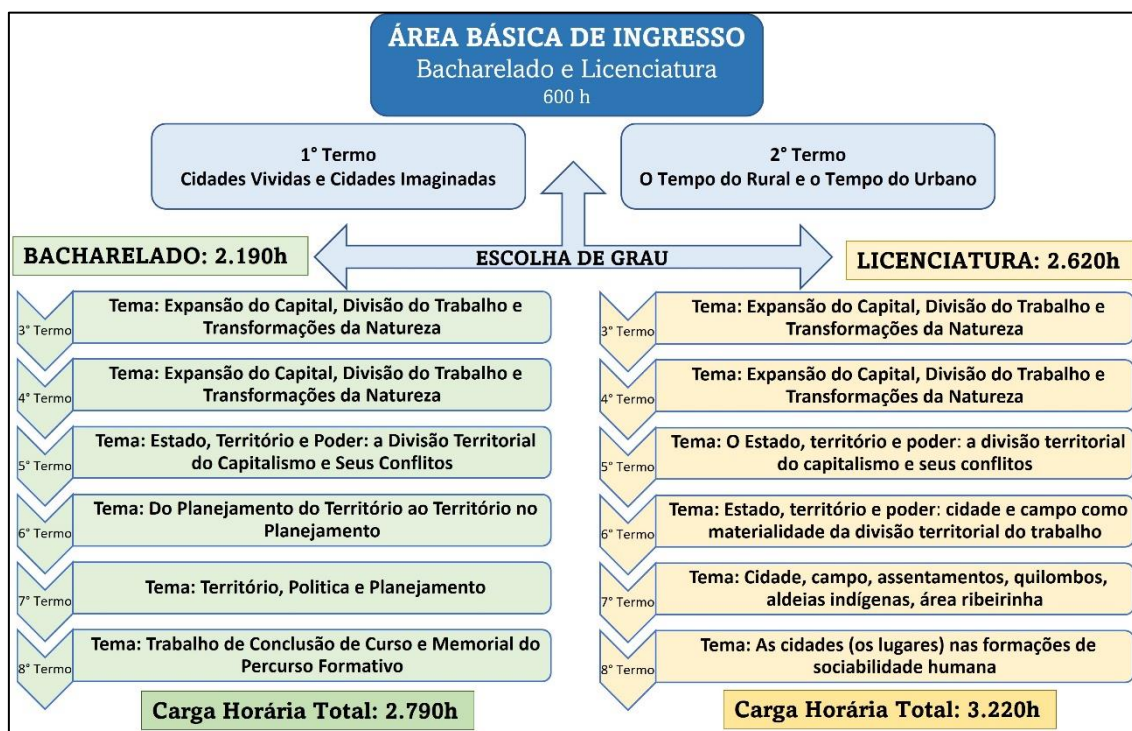 ÁREA BÁSICA DE INGRESSO
Bacharelado e Licenciatura
600 h
1° Termo
Cidades Vividas e Cidades Imaginadas
2° Termo
O Tempo do Rural e o Tempo do Urbano
ESCOLHA DE GRAU
BACHARELADO: 2.190h
3° Termo
Tema: Expansão do Capital, Divisão do Trabalho e
Transformações da Natureza
4° Termo
Tema: Expansão do Capital, Divisão do Trabalho e
Transformações da Natureza
5° Termo
Tema: Estado, Território e Poder: a Divisão Territorial
do Capitalismo e Seus Conflitos
6° Termo
Tema: Do Planejamento do Território ao Território no
Planejamento
7° Termo
Tema: Território, Politica e Planejamento
8° Termo
Tema: Trabalho de Conclusão de Curso e Memorial do
Percurso Formativo
Carga Horária Total: 2.790h
LICENCIATURA: 2.620h
3° Termo
Tema: Expansão do Capital, Divisão do Trabalho e
Transformações da Natureza
4° Termo
Tema: Expansão do Capital, Divisão do Trabalho e
Transformações da Natureza
5° Termo
Tema: O Estado, território e poder: a divisão territorial
do capitalismo e seus conflitos
6° Termo
Tema: Estado, território e poder: cidade e campo como
materialidade da divisão territorial do trabalho
7° Termo
Tema: Cidade, campo, assentamentos, quilombos,
aldeias indígenas, área ribeirinha
8° Termo
Tema: As cidades (os lugares) nas formações de
sociabilidade humana
Carga Horária Total: 3.220h